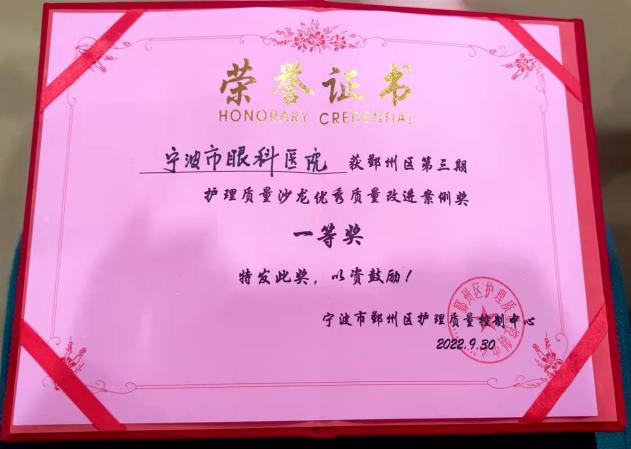 荣誉证书
HONORARY CREDENTIAL
宁波市眼科医院 获鄞州区第三期
护理质量沙龙优秀质量改进案例奖
一等奖
特发此奖，以资鼓励！
宁波市鄞州区护理质量控制中心
2022.9.30